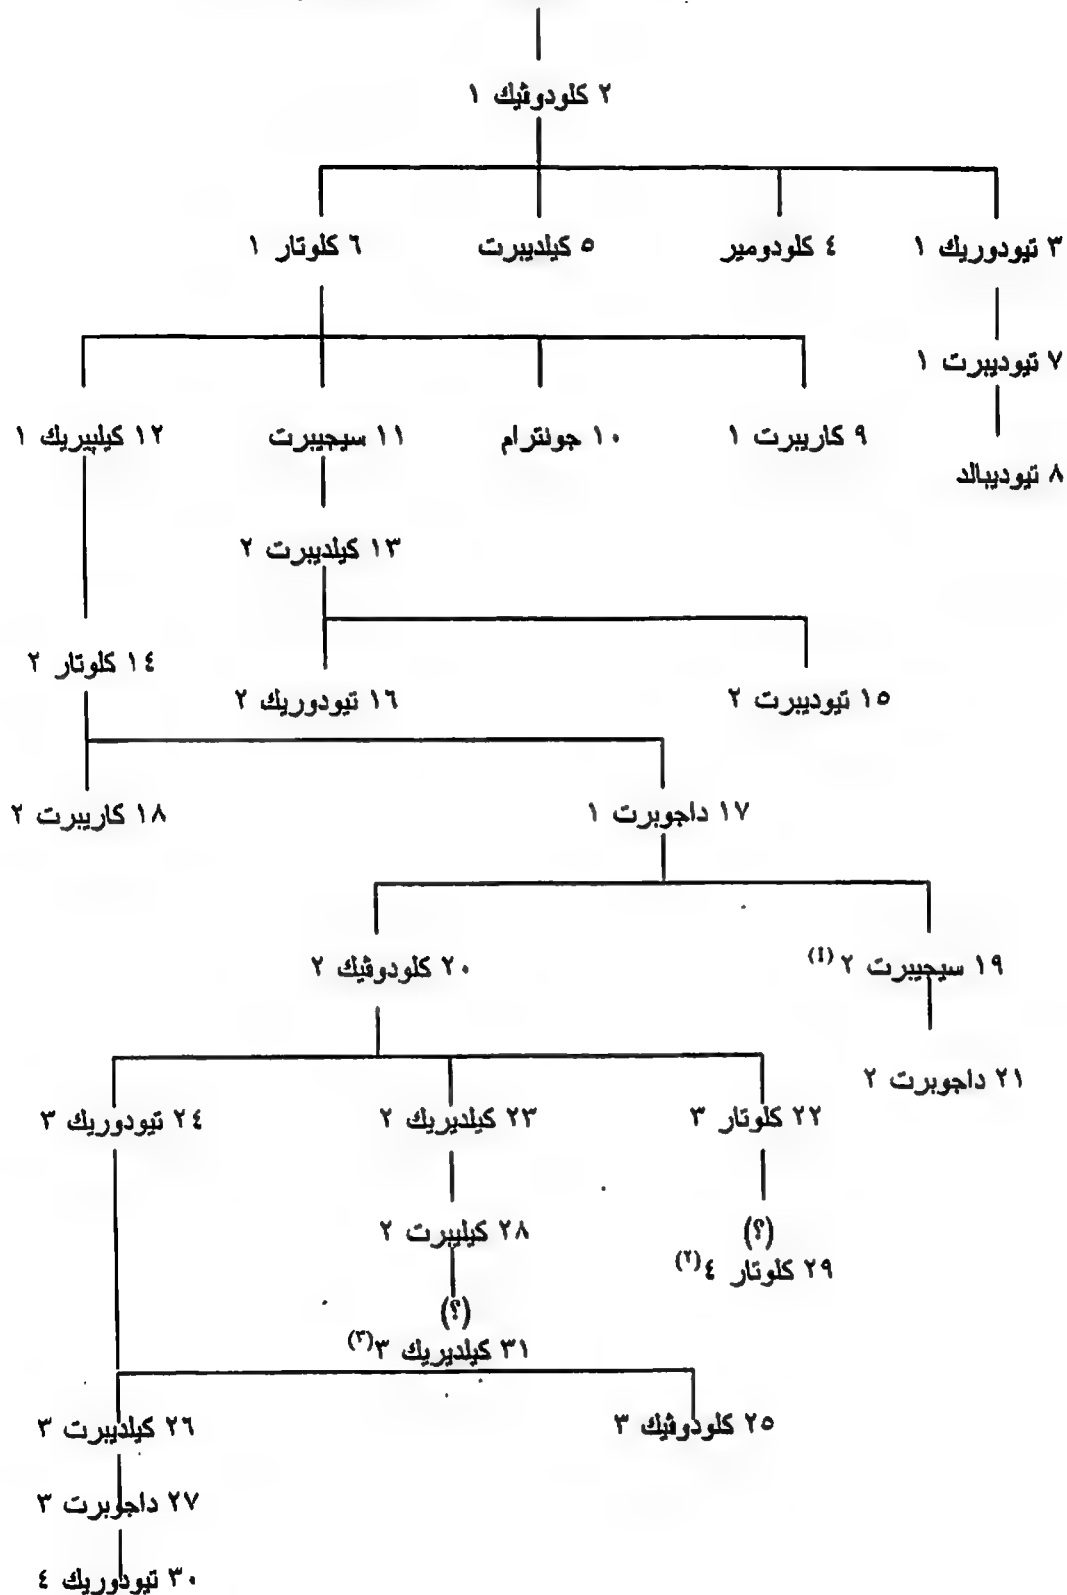 ٢ كلودوڤيك ١
٣ تيودوريك ١
٤ كلودومير
٥ كيلديبرت
٦ كلوتار ١
٧ تيوديبرت ١
٩ كاريبرت ١
١٠ جونترام
١١ سيجيبرت
١٢ كيلبيريك ١
٨ تيوديبالد
١٣ كيلديبرت ٢
١٤ كلوتار ٢
١٥ تيوديبرت ٢
١٦ تيودوريك ٢
١٧ داجوبرت ١
١٨ كاريبرت ٢
١٩ سيجيبرت ٢ (٤)
٢٠ كلودوڤيك ٢
٢١ داجوبرت ٢
٢٢ كلوتار ٣
٢٣ كيلديريك ٢
٢٤ تيودوريك ٣
٢٨ كيليبرت ٢
(؟)
٢٩ كلوتار ٤ (٢)
(؟)
٣١ كيلديريك ٣ (٣)
٢٥ كلودوڤيك ٣
٢٦ كيلديبرت ٣
٢٧ داجوبرت ٣
٣٠ تيودوريك ٤